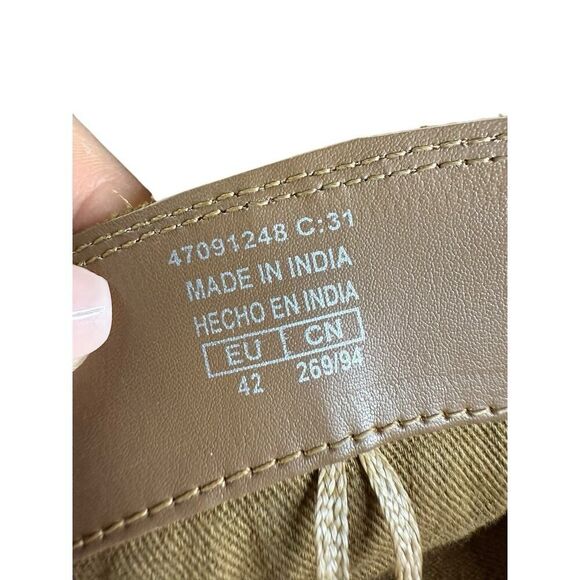 47091248 C:31
MADE IN INDIA
HECHO EN INDIA
EU CN
42 269/94